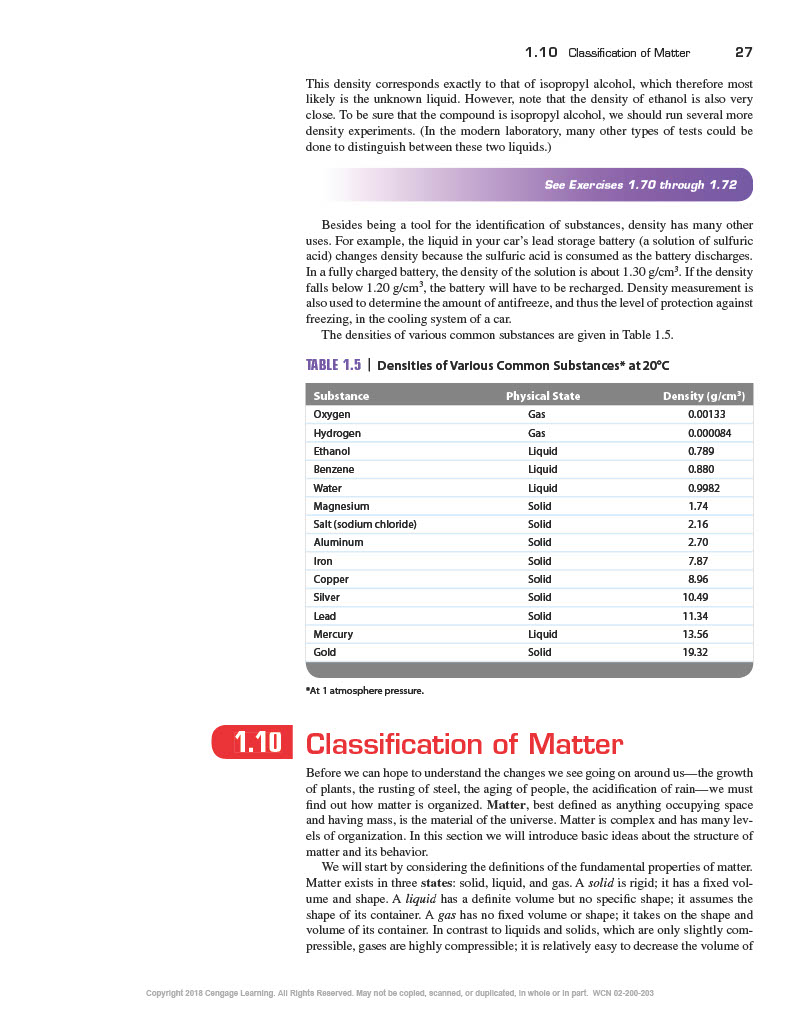 1.10 Classification of Matter 27
This density corresponds exactly to that of isopropyl alcohol, which therefore most
likely is the unknown liquid. However, note that the density of ethanol is also very
close. To be sure that the compound is isopropyl alcohol, we should run several more
density experiments. (In the modern laboratory, many other types of tests could be
done to distinguish between these two liquids.)
See Exercises 1.70 through 1.72
Besides being a tool for the identification of substances, density has many other
uses. For example, the liquid in your car's lead storage battery (a solution of sulfuric
acid) changes density because the sulfuric acid is consumed as the battery discharges.
In a fully charged battery, the density of the solution is about 1.30 g/cm³. If the density
falls below 1.20 g/cm³, the battery will have to be recharged. Density measurement is
also used to determine the amount of antifreeze, and thus the level of protection against
freezing, in the cooling system of a car.
The densities of various common substances are given in Table 1.5.
TABLE 1.5 | Densities of Various Common Substances* at 20°C
Substance Physical State Density (g/cm³)
Oxygen Gas 0.00133
Hydrogen Gas 0.000084
Ethanol Liquid 0.789
Benzene Liquid 0.880
Water Liquid 0.9982
Magnesium Solid 1.74
Salt (sodium chloride) Solid 2.16
Aluminum Solid 2.70
Iron Solid 7.87
Copper Solid 8.96
Silver Solid 10.49
Lead Solid 11.34
Mercury Liquid 13.56
Gold Solid 19.32
*At 1 atmosphere pressure.
1.10 Classification of Matter
Before we can hope to understand the changes we see going on around us—the growth
of plants, the rusting of steel, the aging of people, the acidification of rain—we must
find out how matter is organized. Matter, best defined as anything occupying space
and having mass, is the material of the universe. Matter is complex and has many lev-
els of organization. In this section we will introduce basic ideas about the structure of
matter and its behavior.
We will start by considering the definitions of the fundamental properties of matter.
Matter exists in three states: solid, liquid, and gas. A solid is rigid; it has a fixed vol-
ume and shape. A liquid has a definite volume but no specific shape; it assumes the
shape of its container. A gas has no fixed volume or shape; it takes on the shape and
volume of its container. In contrast to liquids and solids, which are only slightly com-
pressible, gases are highly compressible; it is relatively easy to decrease the volume of
Copyright 2018 Cengage Learning. All Rights Reserved. May not be copied, scanned, or duplicated, in whole or in part. WCN 02-200-203